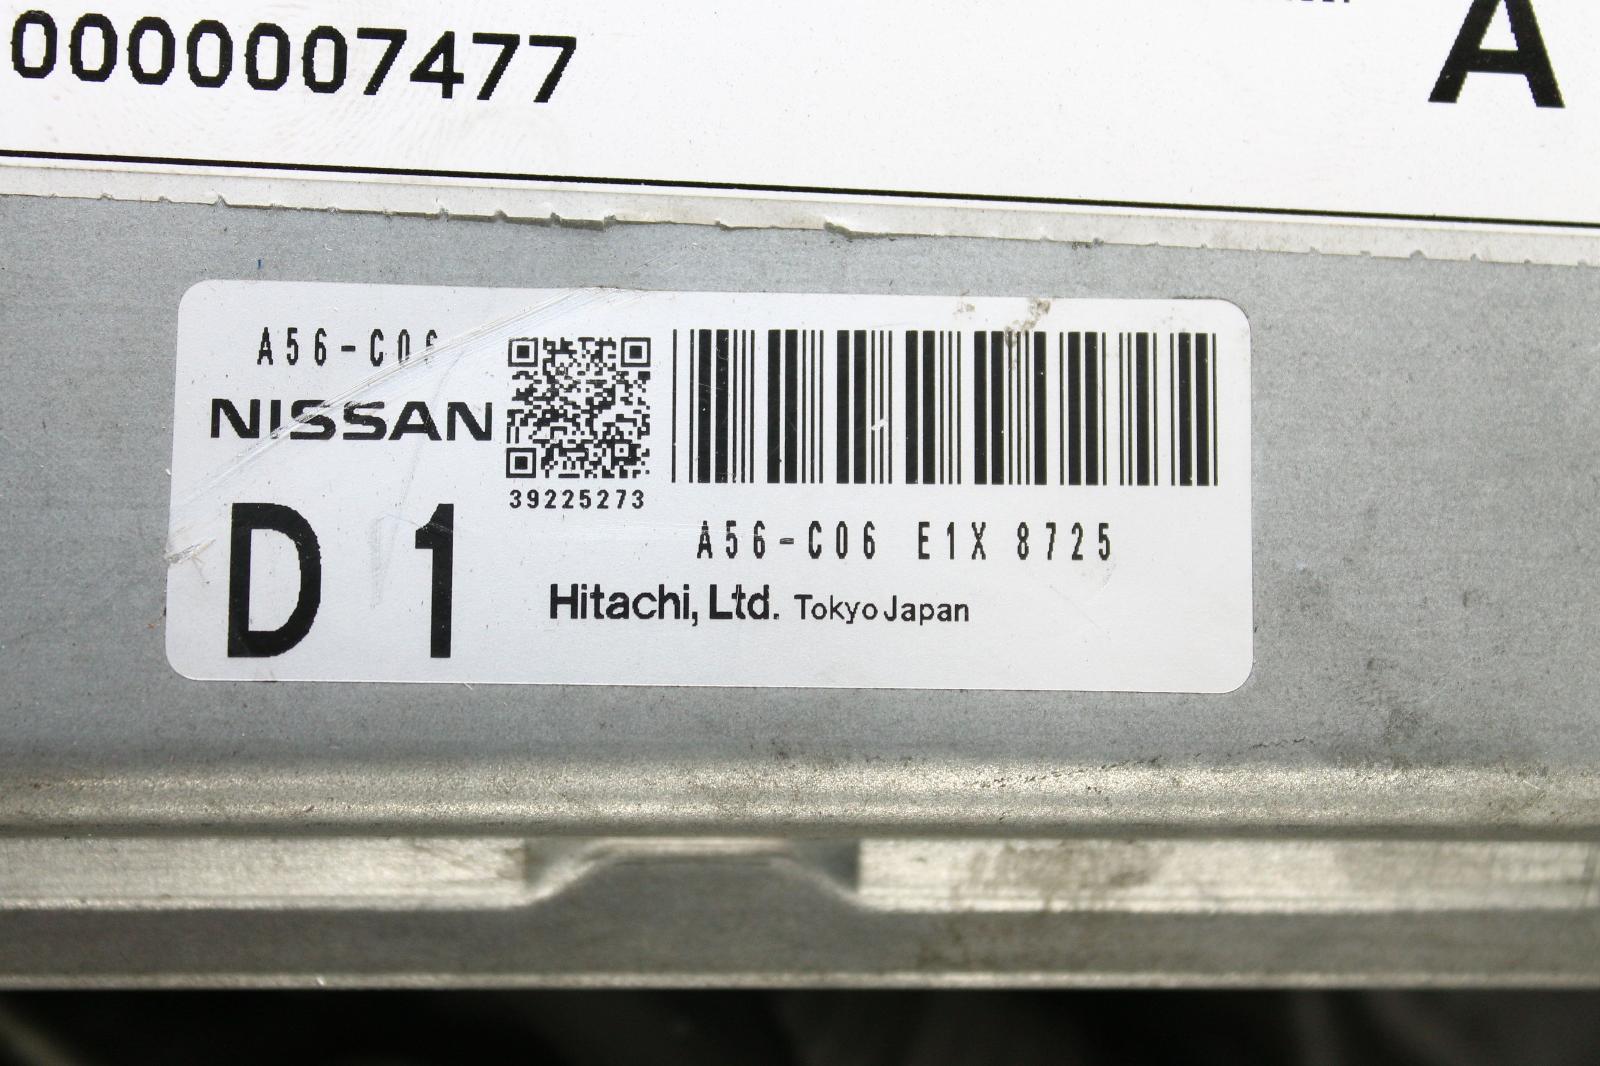 0000007477
A
A56-C06
NISSAN
D1
39225273
A56-C06 E1X 8725
Hitachi, Ltd. Tokyo Japan